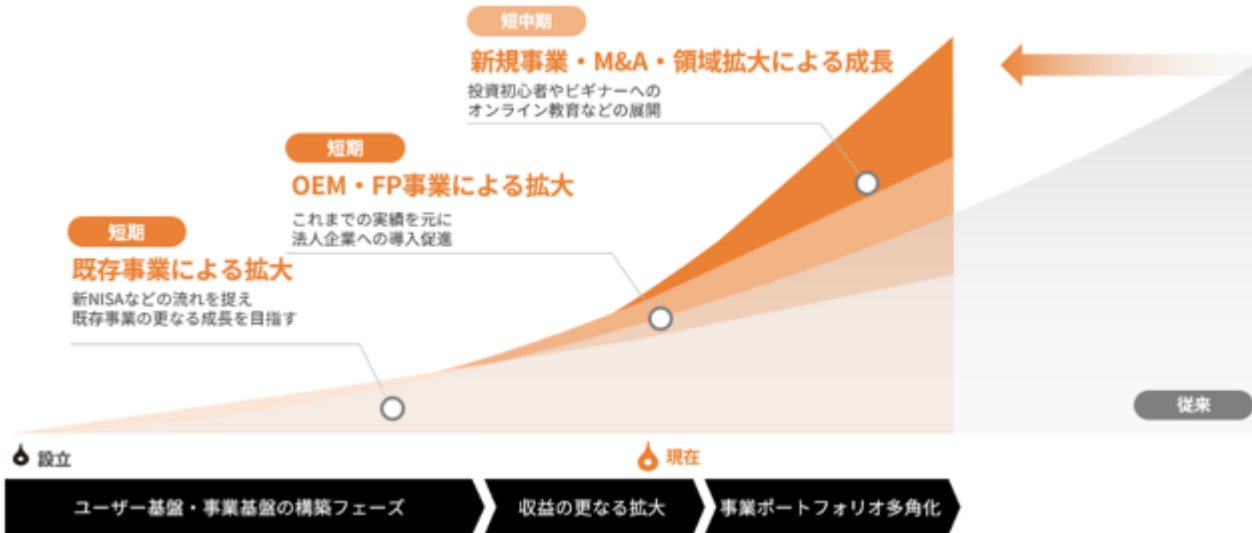 短中期
新規事業・M&A・領域拡大による成長
投資初心者やビギナーへの
オンライン教育などの展開
短期
OEM・FP事業による拡大
これまでの実績を元に
法人企業への導入促進
短期
既存事業による拡大
新NISAなどの流れを捉え
既存事業の更なる成長を目指す
従来
設立
現在
ユーザー基盤・事業基盤の構築フェーズ
収益の更なる拡大
事業ポートフォリオ多角化